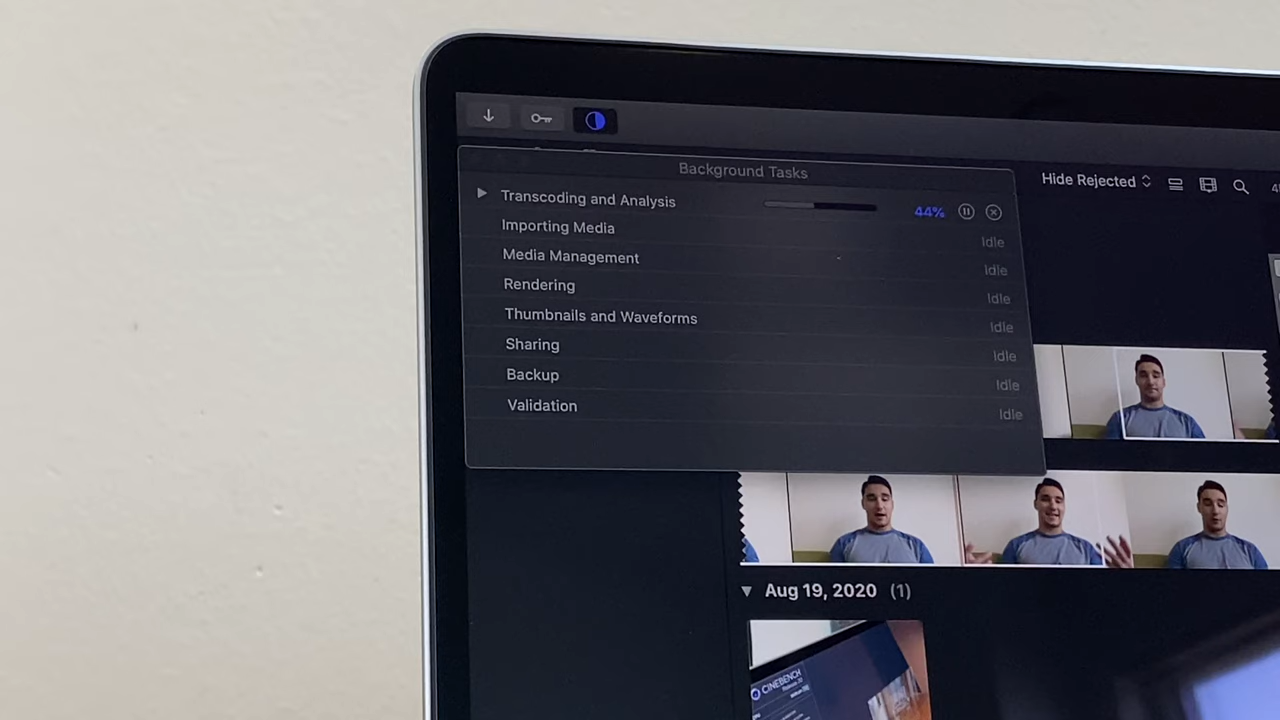 Background Tasks
Hide Rejected
Transcoding and Analysis 44%
Importing Media Idle
Media Management Idle
Rendering Idle
Thumbnails and Waveforms Idle
Sharing Idle
Backup Idle
Validation Idle
Aug 19, 2020 (1)
CINEBENCH